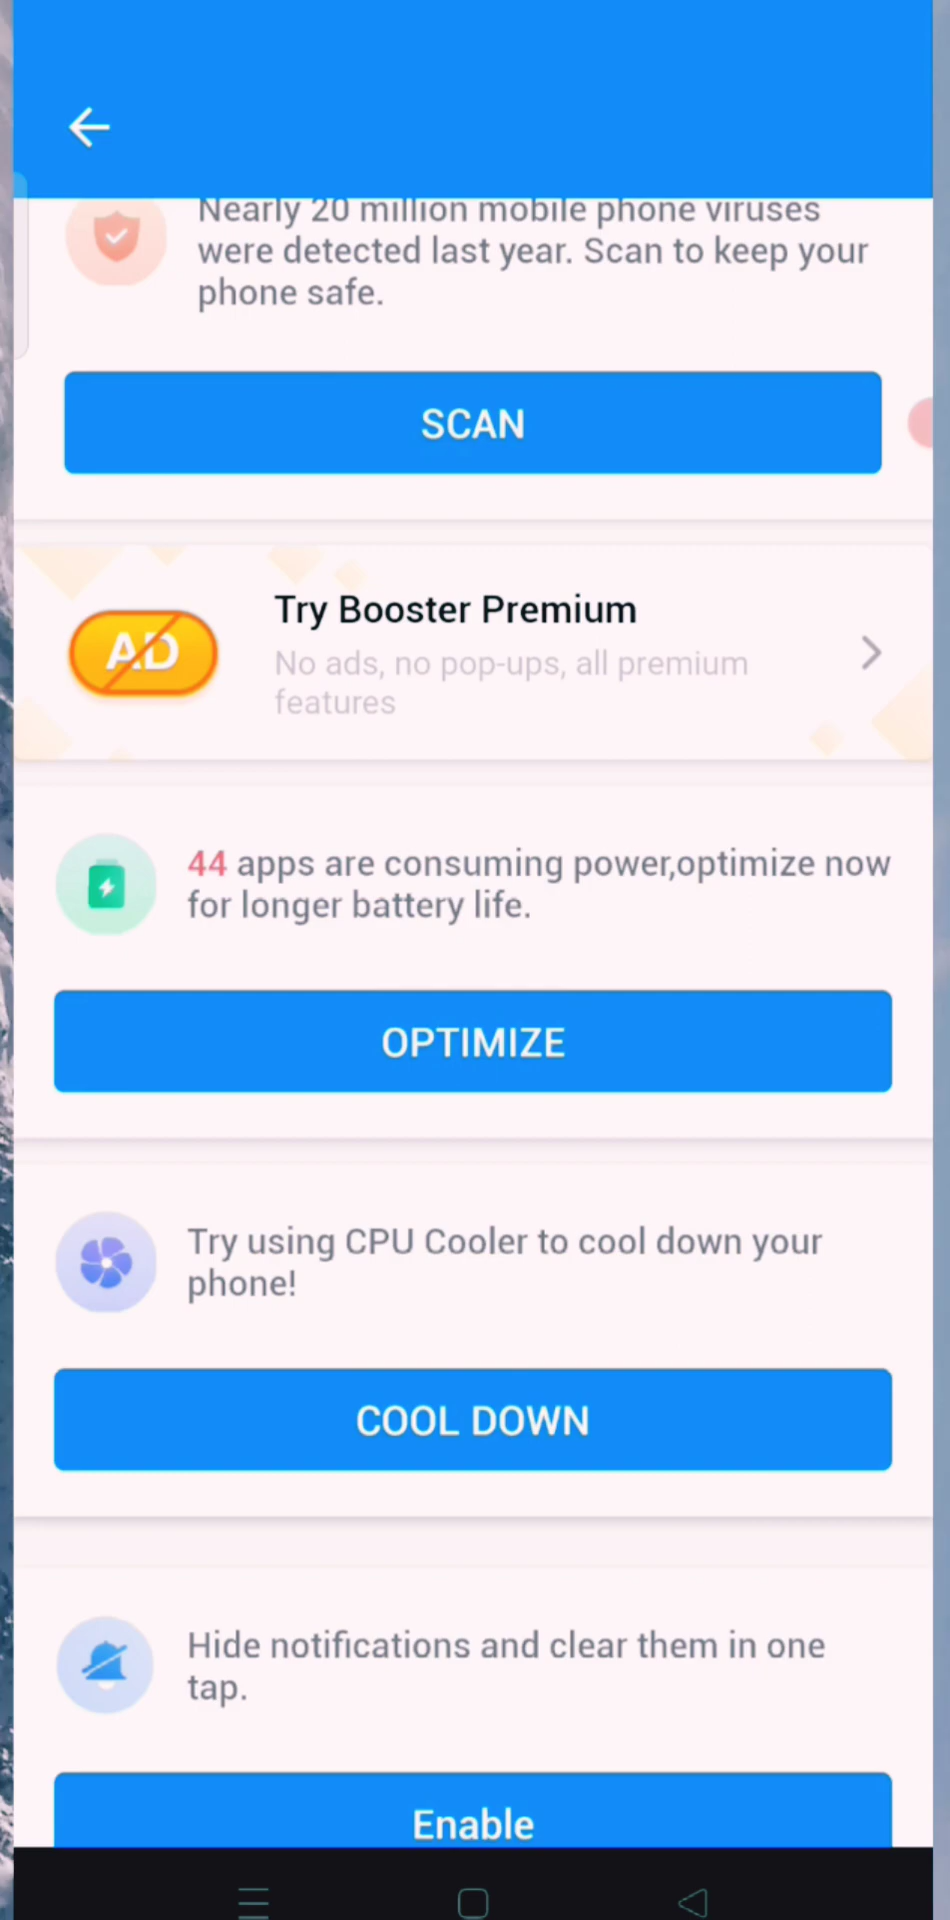 Nearly 20 million mobile phone viruses
were detected last year. Scan to keep your
phone safe.
SCAN
AD
Try Booster Premium
No ads, no pop-ups, all premium
features
44 apps are consuming power,optimize now
for longer battery life.
OPTIMIZE
Try using CPU Cooler to cool down your
phone!
COOL DOWN
Hide notifications and clear them in one
tap.
Enable